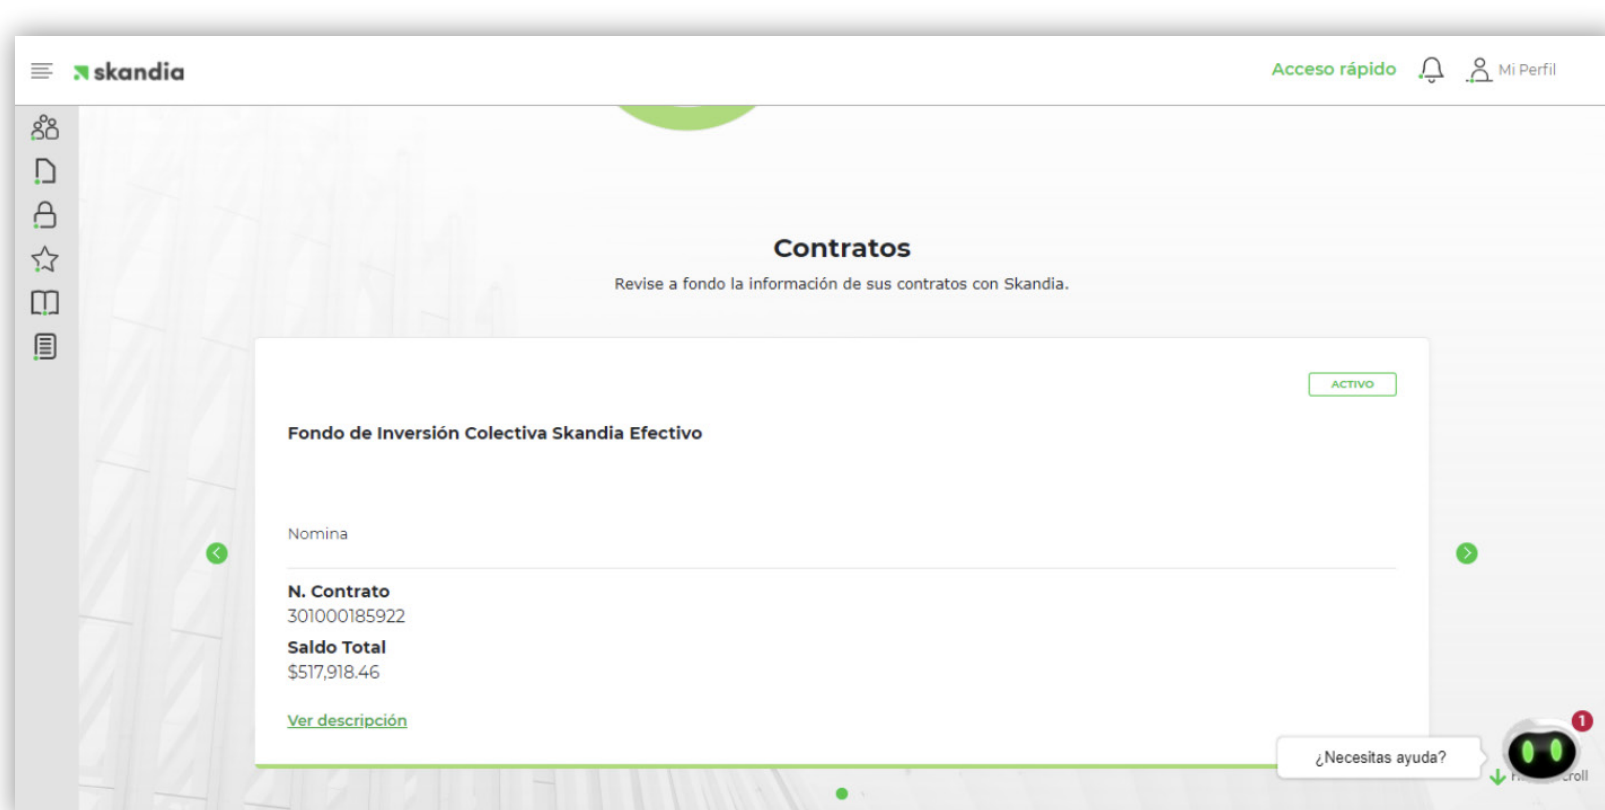 skandia
Acceso rápido
Mi Perfil
Contratos
Revise a fondo la información de sus contratos con Skandia.
ACTIVO
Fondo de Inversión Colectiva Skandia Efectivo
Nomina
N. Contrato
301000185922
Saldo Total
$517,918.46
Ver descripción
1
¿Necesitas ayuda?